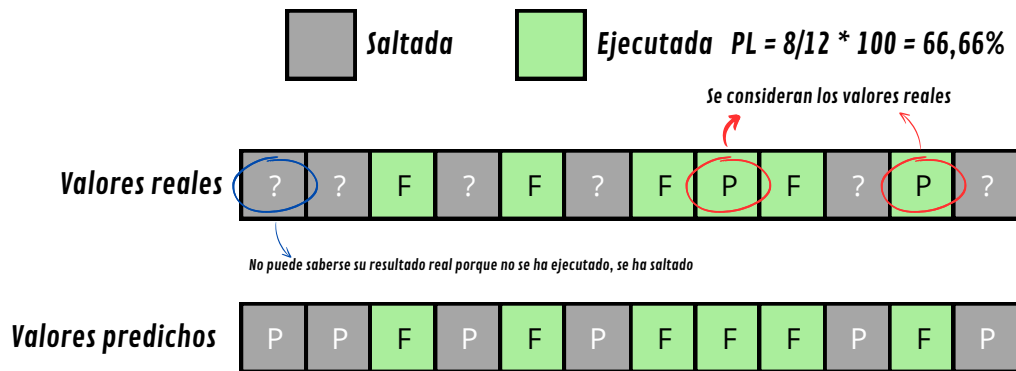 Saltada
Ejecutada PL = 8/12 * 100 = 66,66%
Se consideran los valores reales
Valores reales ? ? F ? F ? F P F ? P ?
No puede saberse su resultado real porque no se ha ejecutado, se ha saltado
Valores predichos P P F P F P F F F P F P